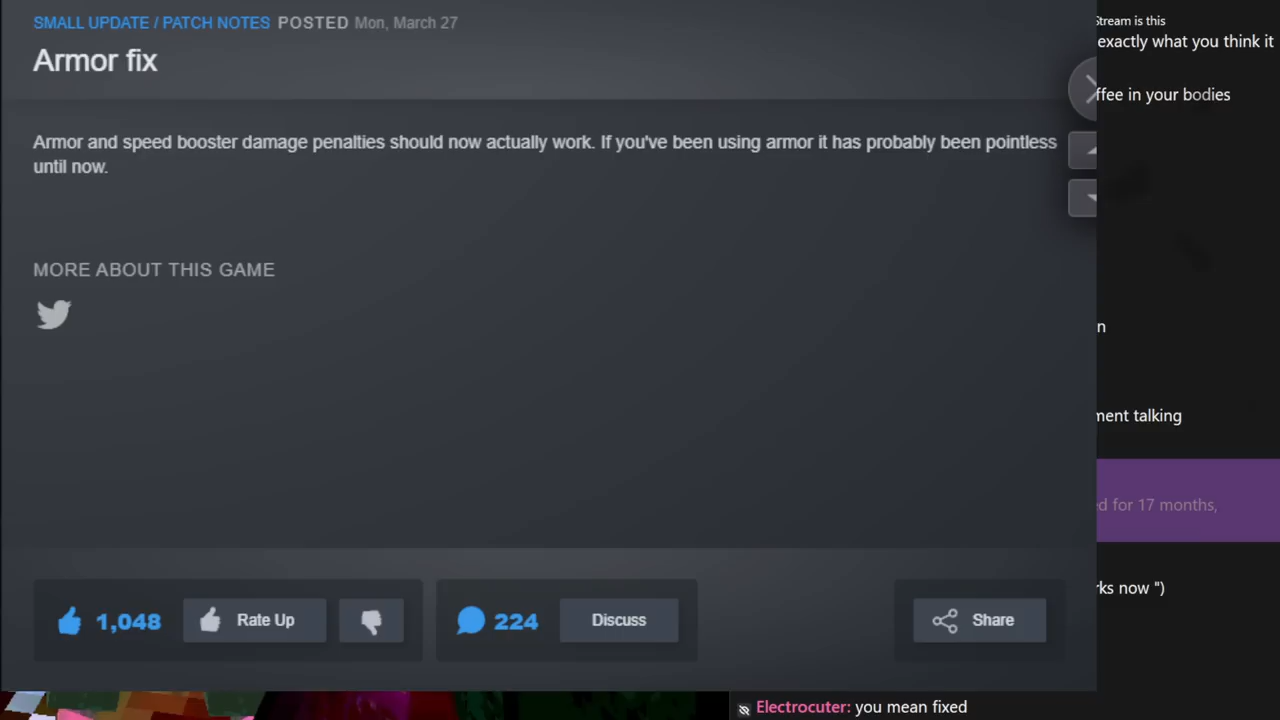 SMALL UPDATE / PATCH NOTES POSTED Mon, March 27
Armor fix
Armor and speed booster damage penalties should now actually work. If you've been using armor it has probably been pointless
until now.
MORE ABOUT THIS GAME
1,048
Rate Up
224
Discuss
Share
Stream is this
exactly what you think it
ffee in your bodies
n
ment talking
ed for 17 months,
rks now ")
Electrocuter: you mean fixed